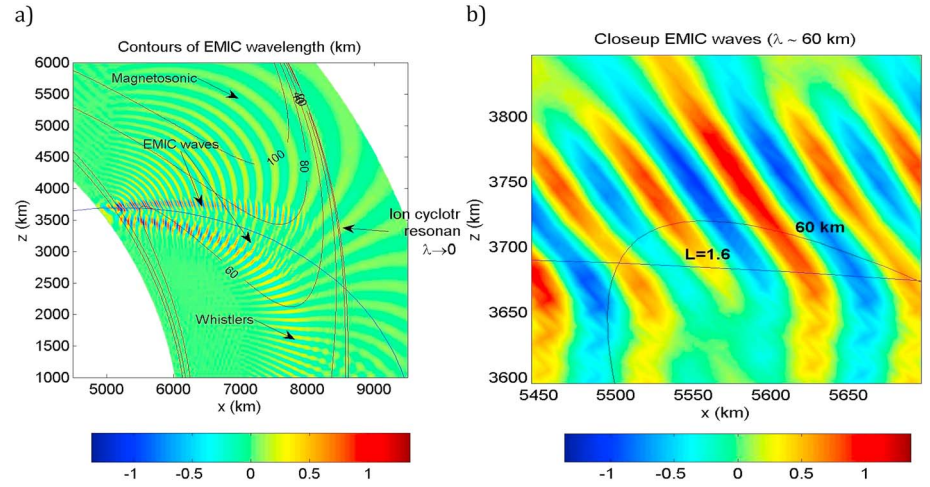 a)
Contours of EMIC wavelength (km)
6000
5500
5000
4500
4000
3500
3000
2500
2000
1500
1000
z (km)
Magnetosonic
EMIC waves
Whistlers
40
100
80
60
Ion cyclotr
resonan
λ→0
5000 6000 7000 8000 9000
x (km)
-1 -0.5 0 0.5 1
b)
Closeup EMIC waves (λ ~ 60 km)
3800
3750
3700
3650
3600
z (km)
60 km
L=1.6
5450 5500 5550 5600 5650
x (km)
-1 -0.5 0 0.5 1